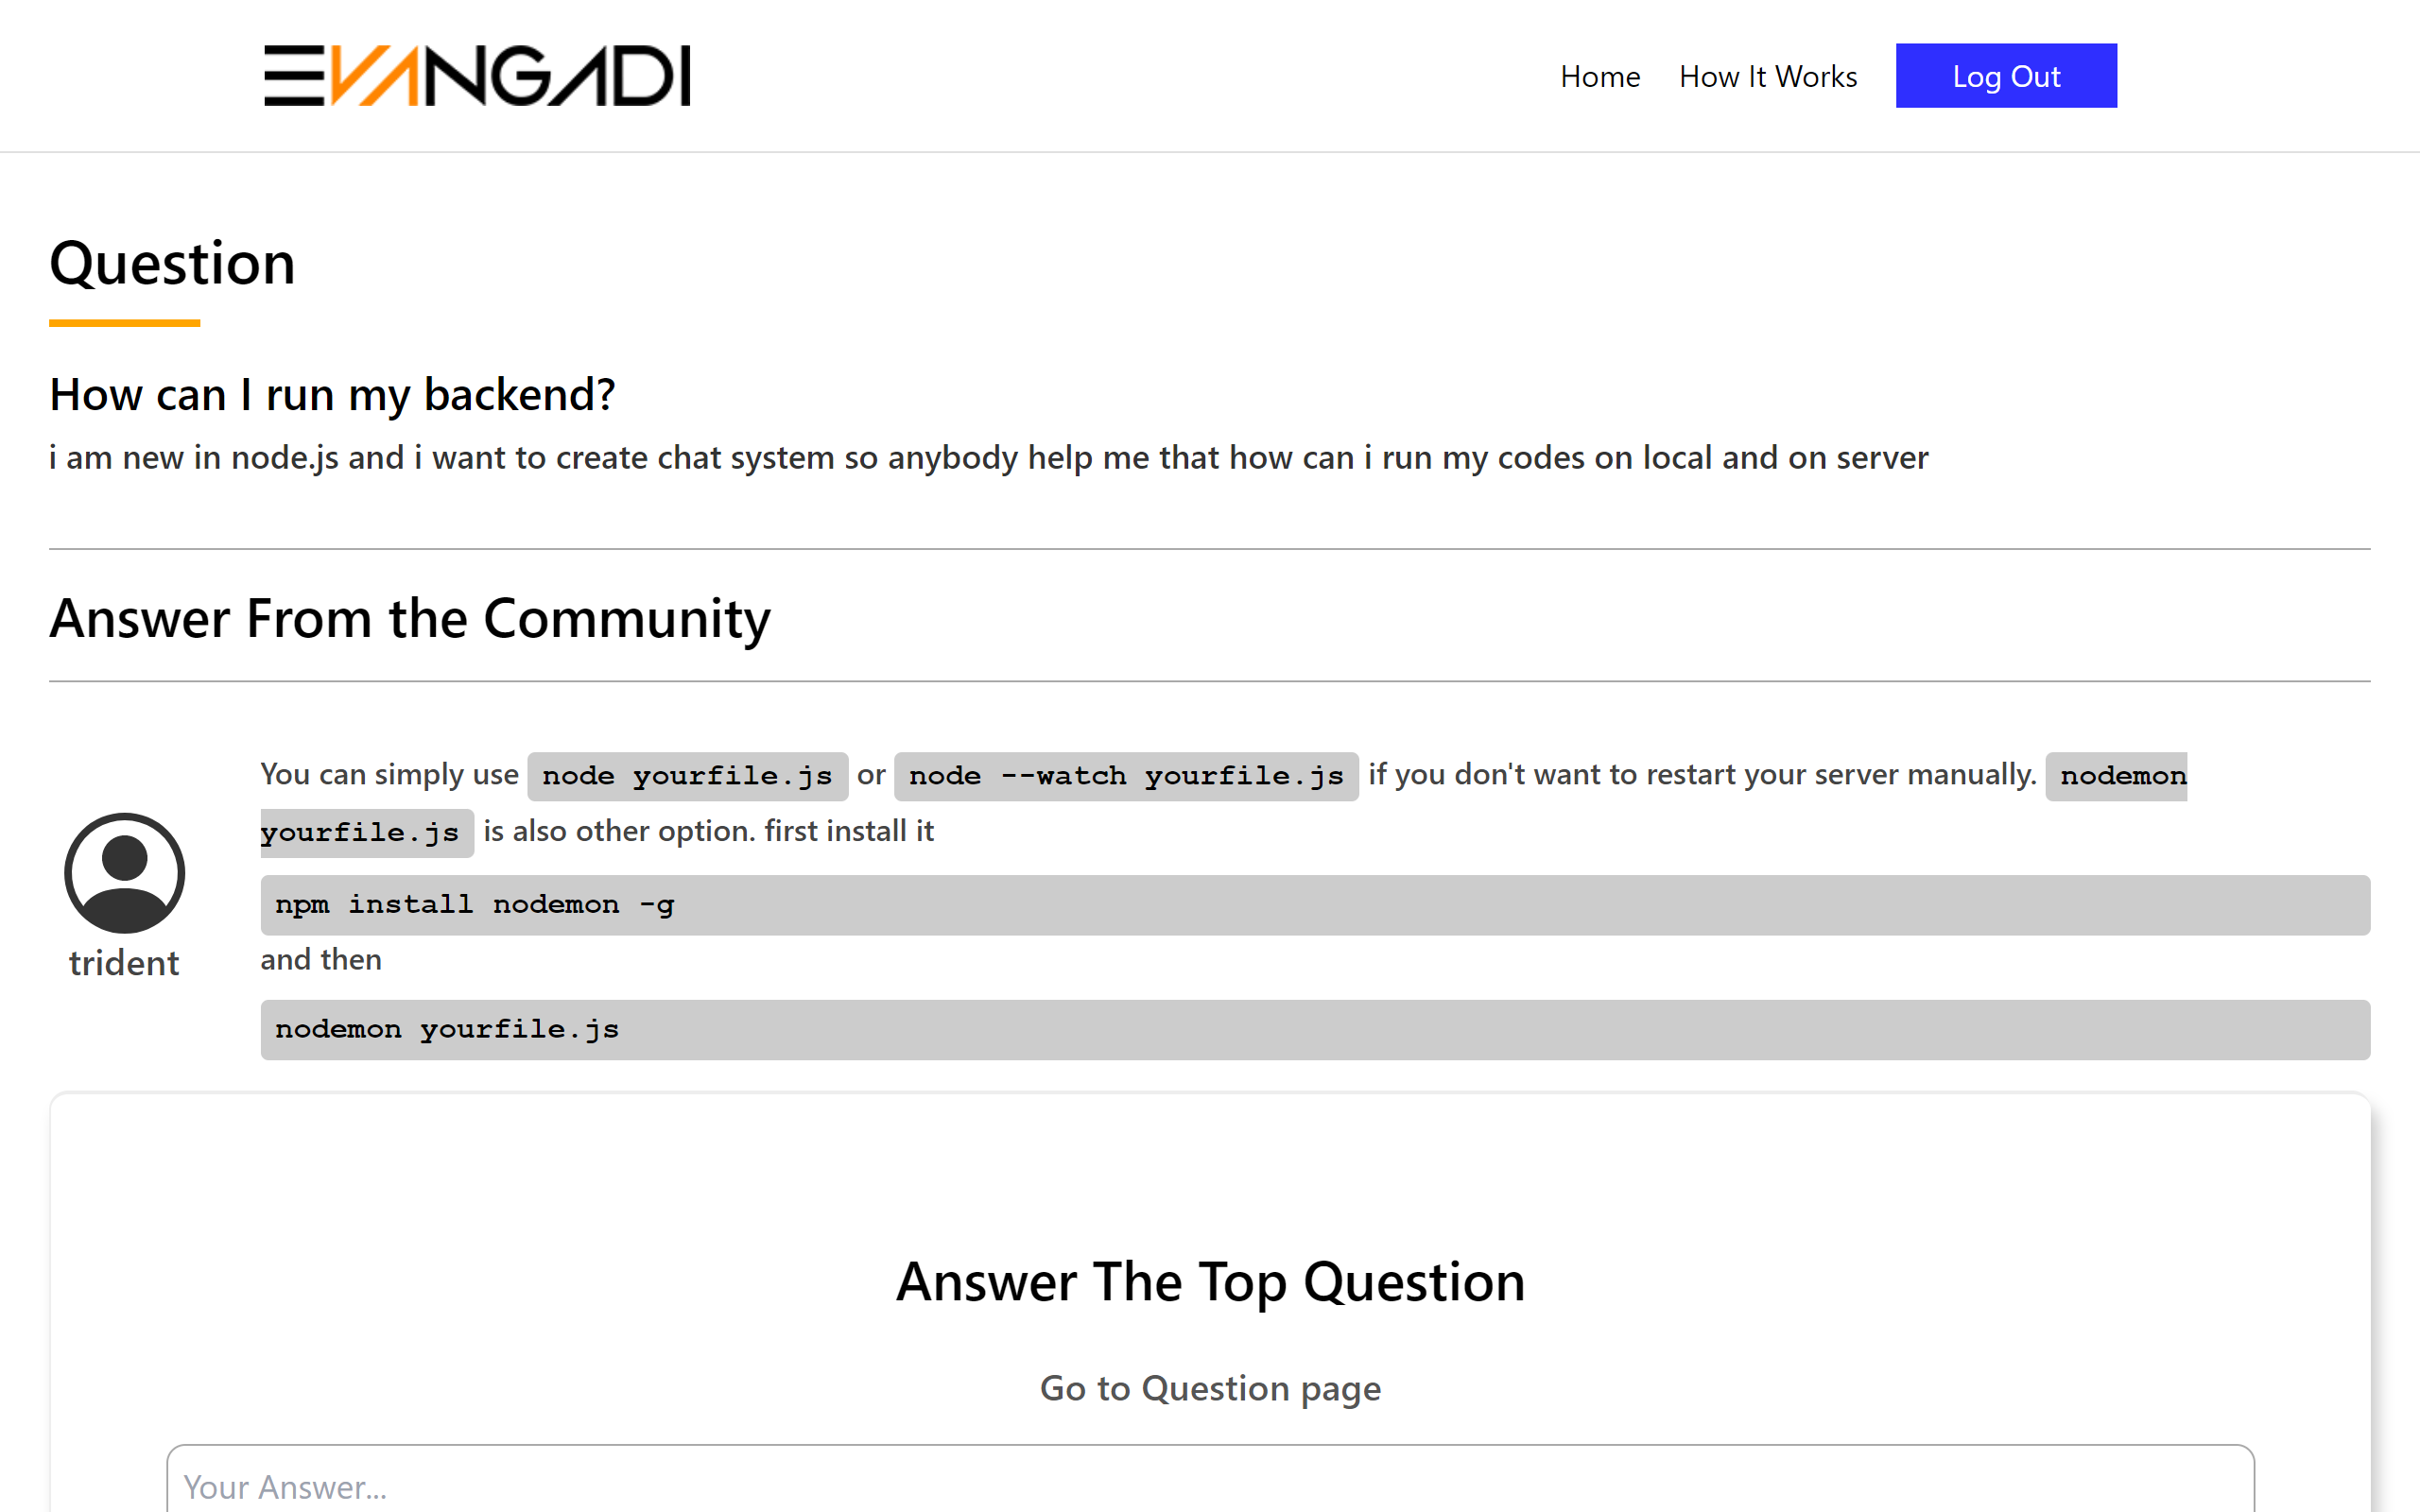 EVANGADI
Home
How It Works
Log Out
Question
How can I run my backend?
i am new in node.js and i want to create chat system so anybody help me that how can i run my codes on local and on server
Answer From the Community
You can simply use node yourfile.js or node --watch yourfile.js if you don't want to restart your server manually. nodemon
yourfile.js is also other option. first install it
npm install nodemon -g
and then
nodemon yourfile.js
trident
Answer The Top Question
Go to Question page
Your Answer...